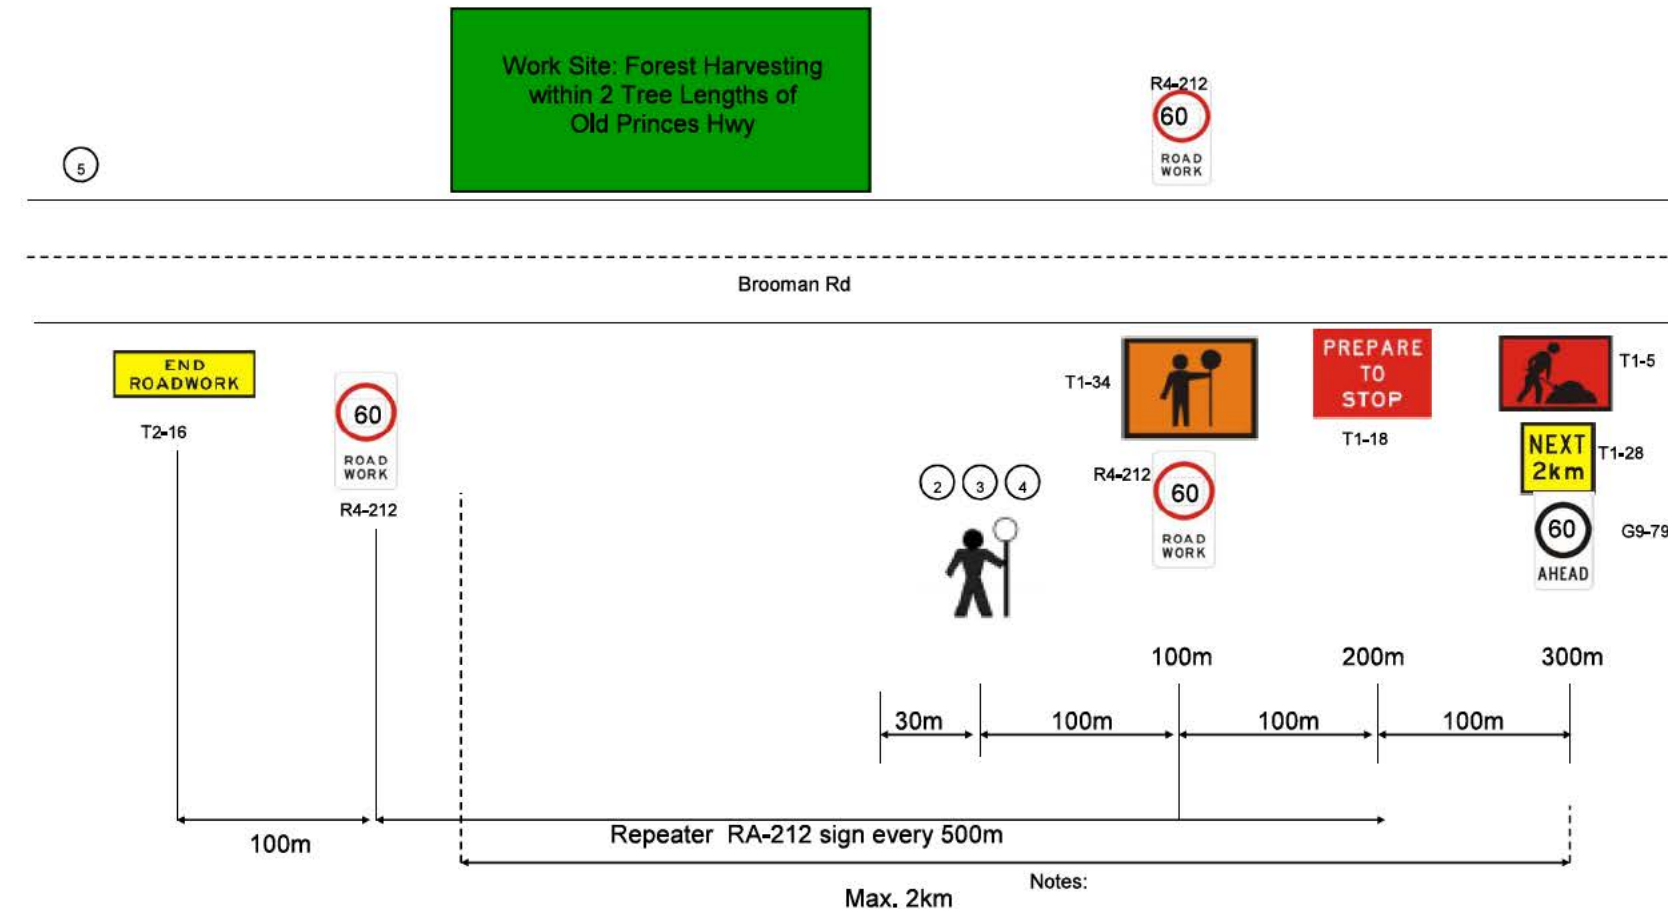 Work Site: Forest Harvesting
within 2 Tree Lengths of
Old Princes Hwy
R4-212
60
ROAD
WORK
5
Brooman Rd
END
ROADWORK
T2-16
60
ROAD
WORK
R4-212
2
3
4
T1-34
R4-212
60
ROAD
WORK
PREPARE
TO
STOP
T1-18
T1-5
NEXT
2km
T1-28
60
AHEAD
G9-79
100m
200m
300m
30m
100m
100m
100m
100m
Repeater RA-212 sign every 500m
Notes:
Max. 2km